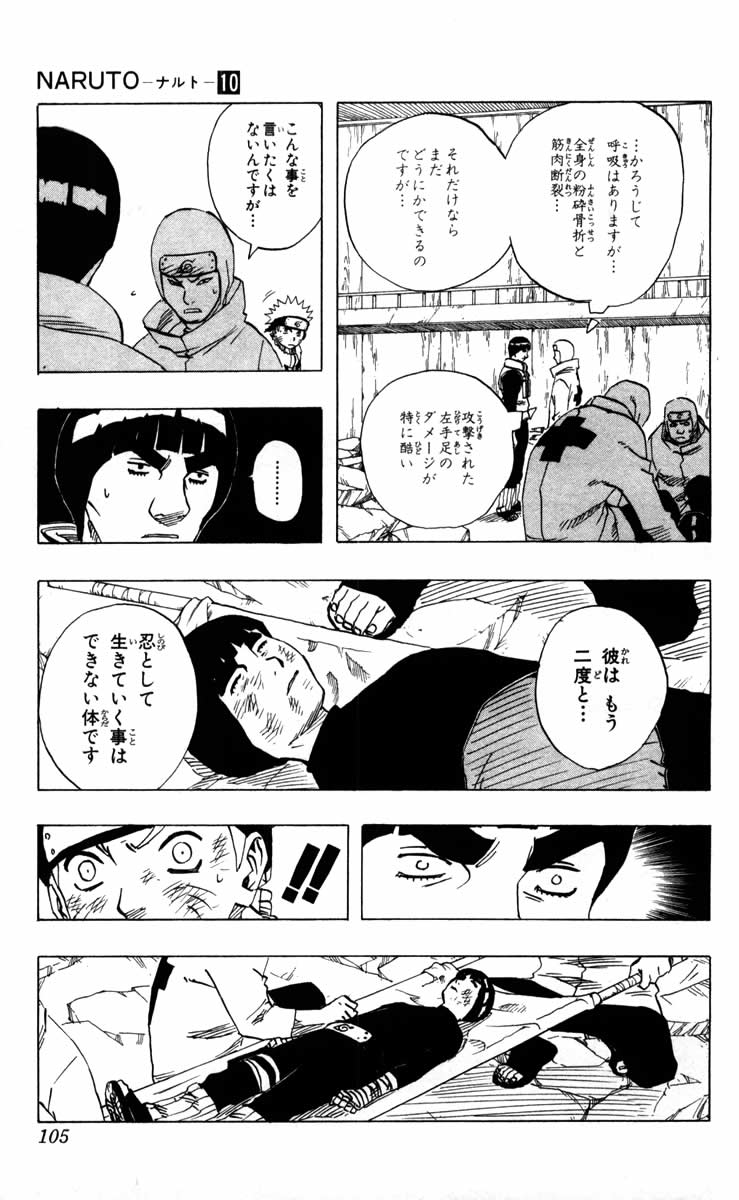 NARUTO―ナルト―10
…かろうじて
呼吸はありますが…
全身の粉砕骨折と
筋肉断裂…
それだけなら
まだ
どうにかできるの
ですが…
攻撃された
左手足の
ダメージが
特に酷い
こんな事を
言いたくは
ないんですが…
………
彼は もう
二度と…
忍として
生きていく事は
できない体です
!!
105